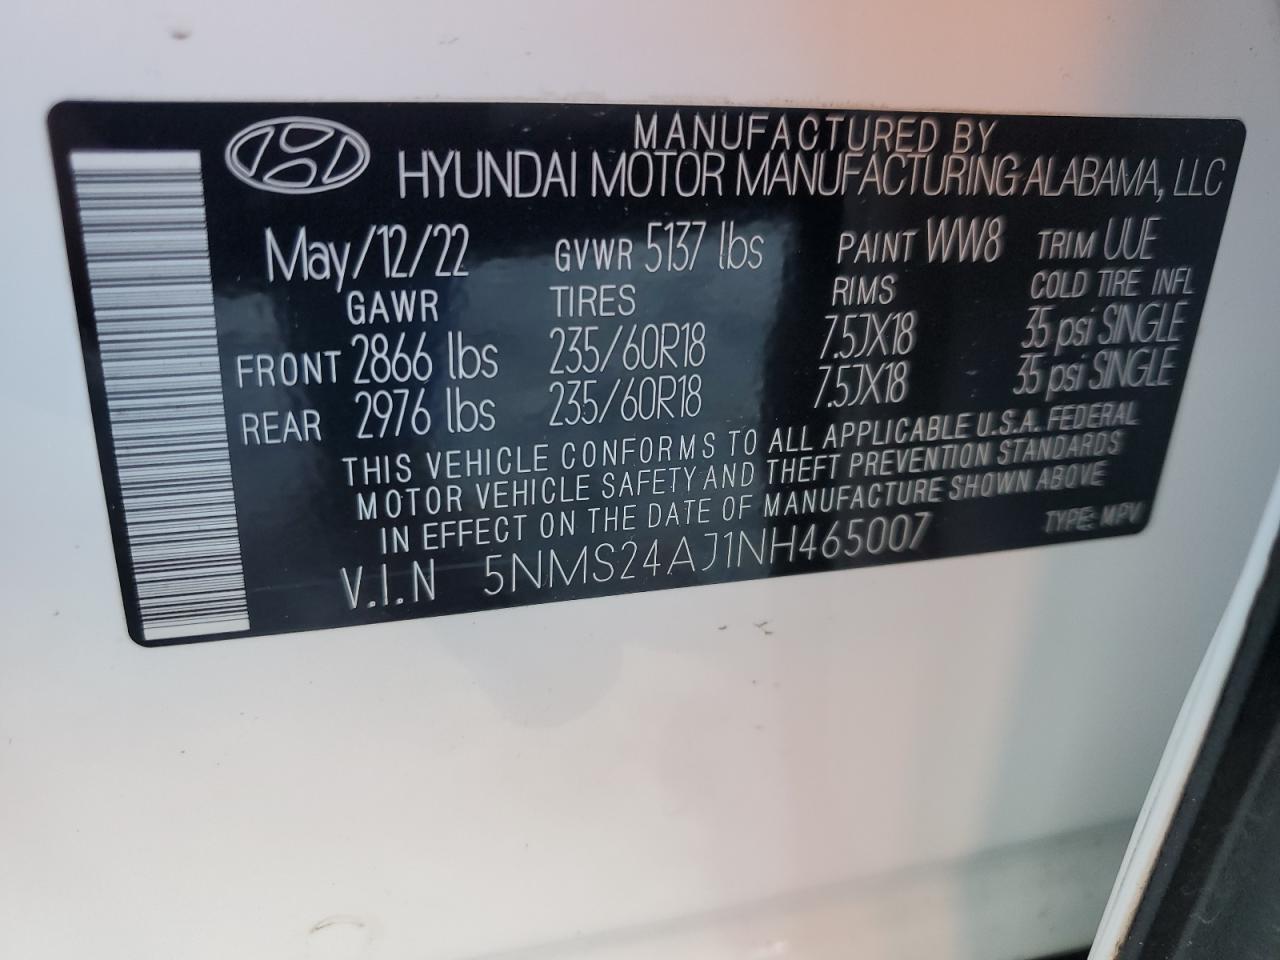 MANUFACTURED BY
HYUNDAI MOTOR MANUFACTURING ALABAMA, LLC
May/12/22 GVWR 5137 lbs PAINT WW8 TRIM UUE
GAWR TIRES RIMS COLD TIRE INFL
FRONT 2866 lbs 235/60R18 7.5JX18 35 psi SINGLE
REAR 2976 lbs 235/60R18 7.5JX18 35 psi SINGLE
THIS VEHICLE CONFORMS TO ALL APPLICABLE U.S.A. FEDERAL
MOTOR VEHICLE SAFETY AND THEFT PREVENTION STANDARDS
IN EFFECT ON THE DATE OF MANUFACTURE SHOWN ABOVE
V.I.N 5NMS24AJ1NH465007 TYPE: MPV